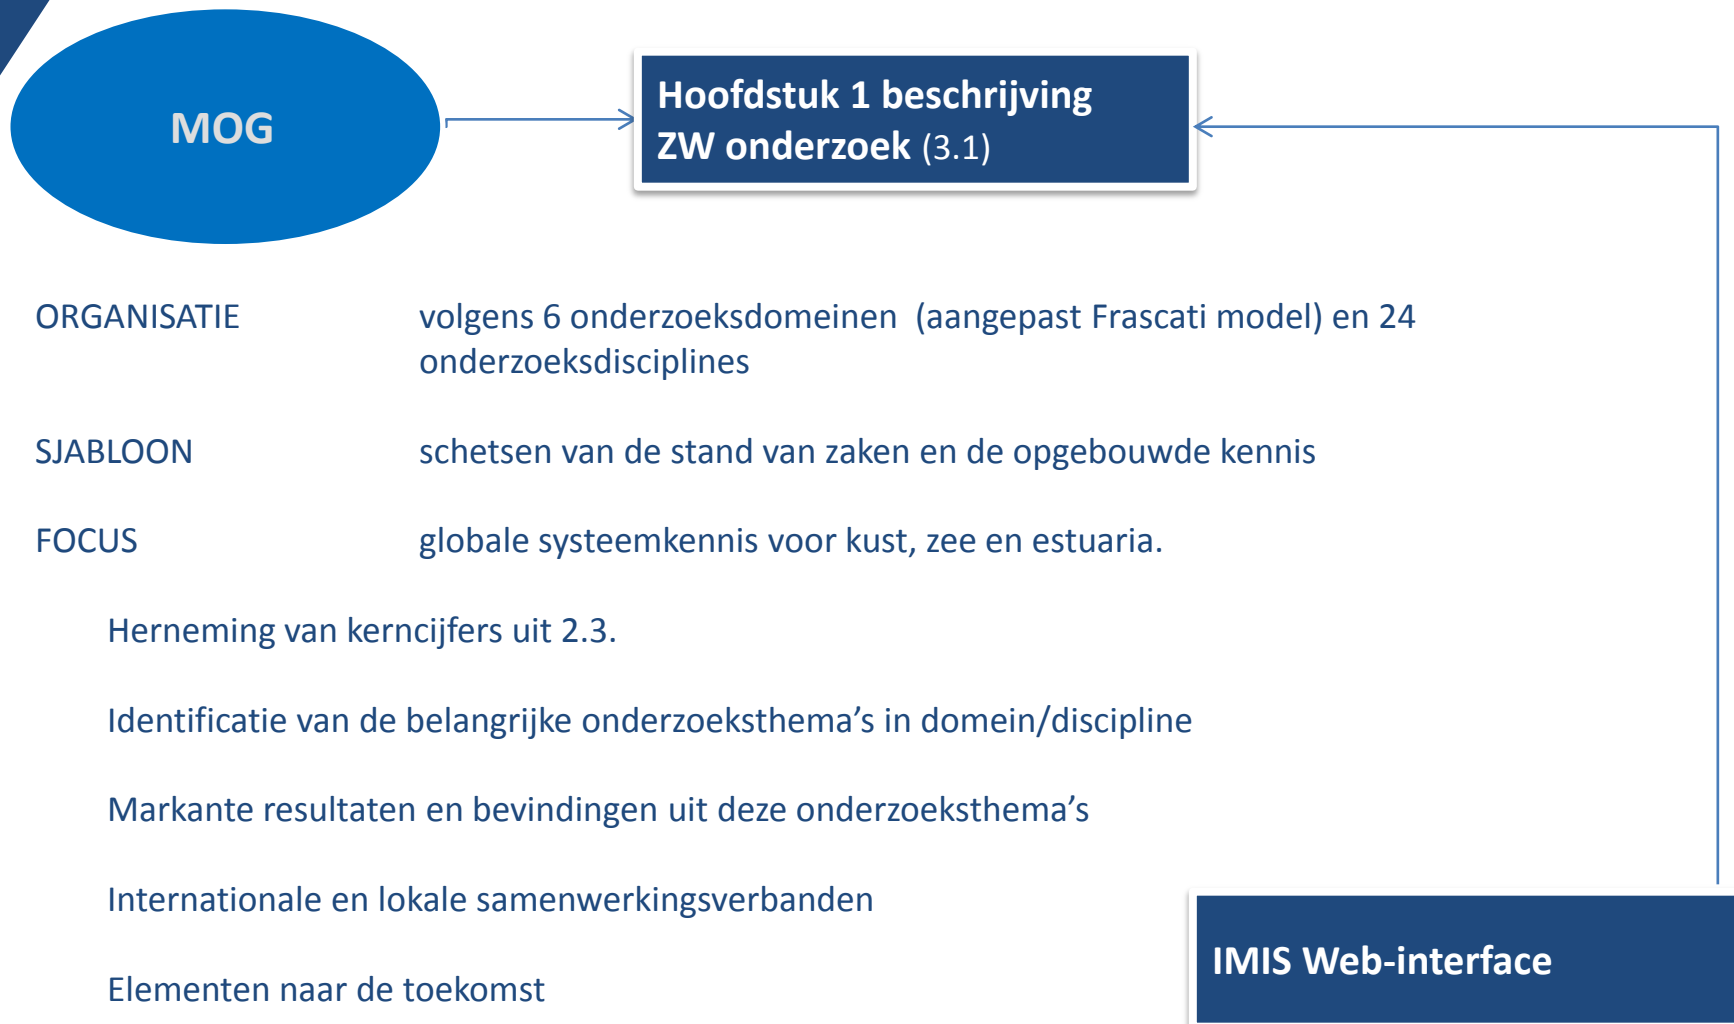 MOG
Hoofdstuk 1 beschrijving
ZW onderzoek (3.1)
ORGANISATIE volgens 6 onderzoeksdomeinen (aangepast Frascati model) en 24
onderzoeksdisciplines
SJABLOON schetsen van de stand van zaken en de opgebouwde kennis
FOCUS globale systeemkennis voor kust, zee en estuaria.
Herneming van kerncijfers uit 2.3.
Identificatie van de belangrijke onderzoeksthema’s in domein/discipline
Markante resultaten en bevindingen uit deze onderzoeksthema’s
Internationale en lokale samenwerkingsverbanden
Elementen naar de toekomst
IMIS Web-interface